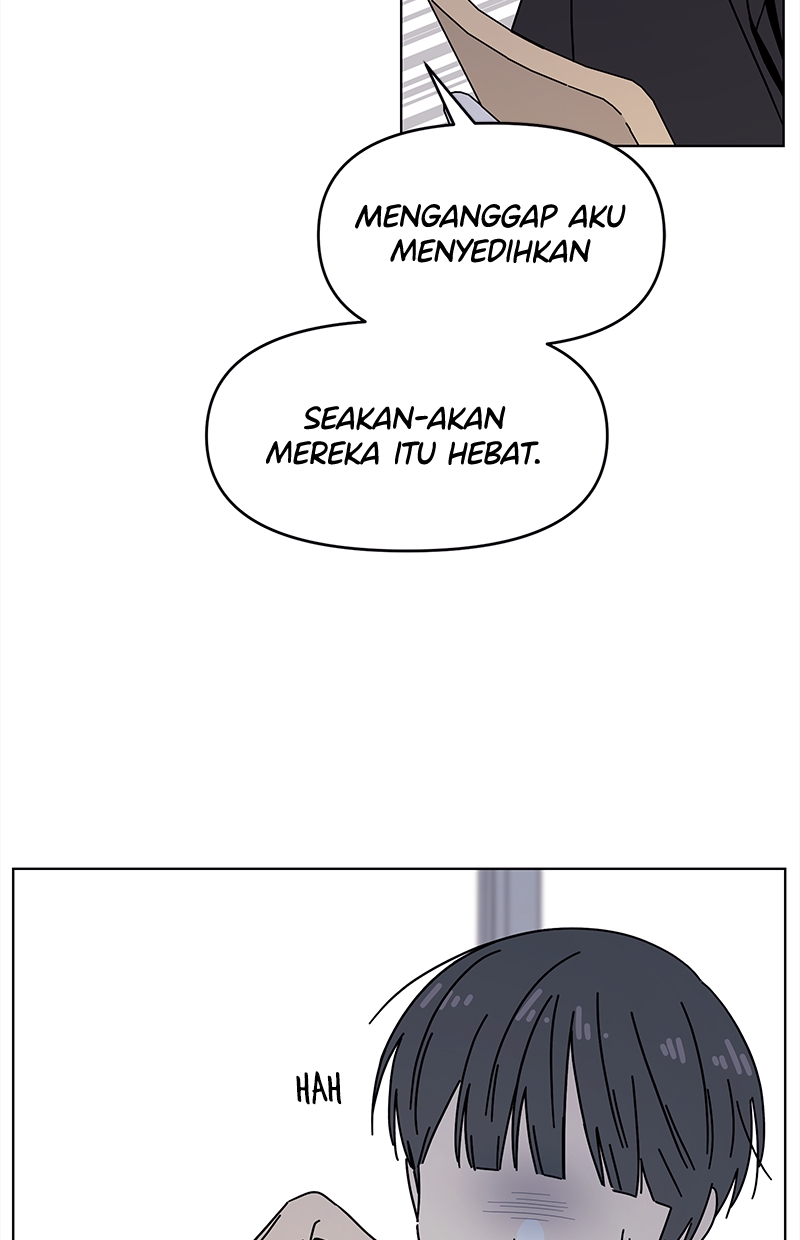 MENGANGGAP AKU
MENYEDIHKAN
SEAKAN-AKAN
MEREKA ITU HEBAT.
HAH